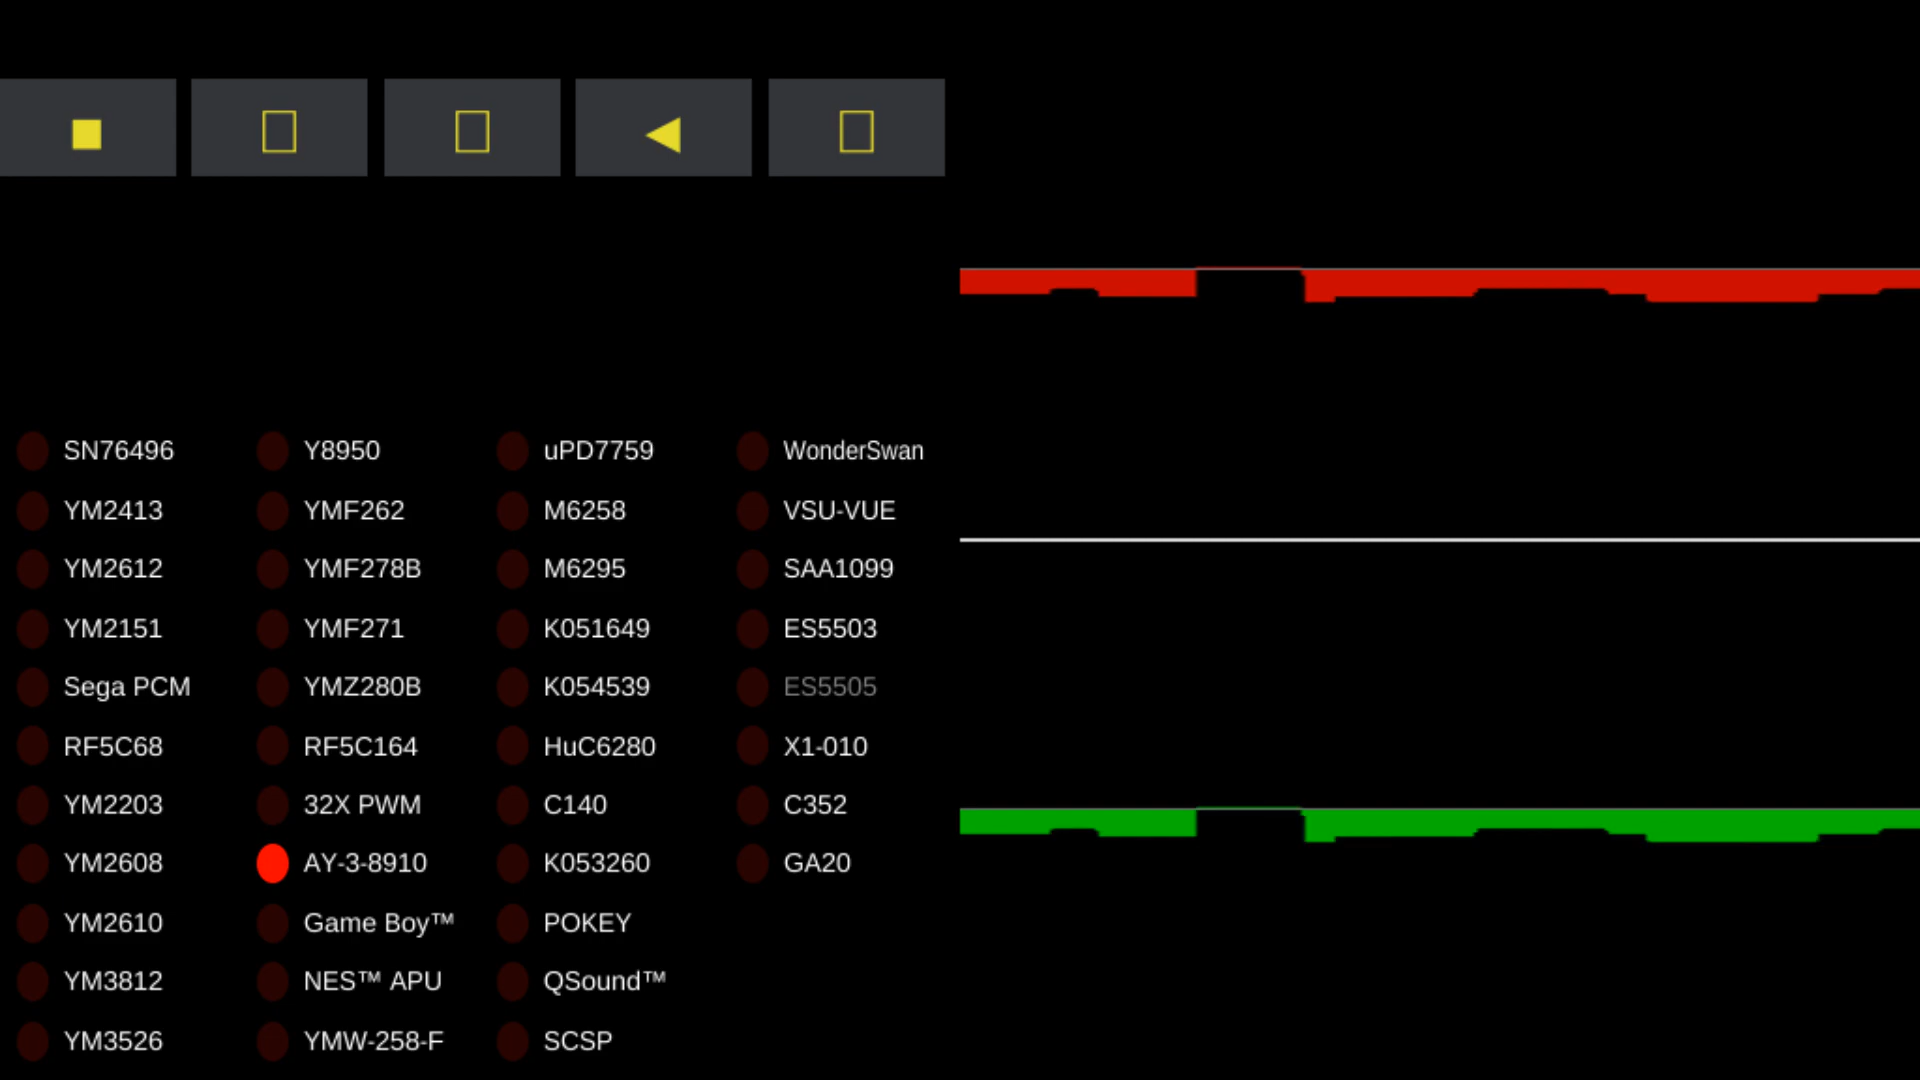 SN76496 Y8950 uPD7759 WonderSwan
YM2413 YMF262 M6258 VSU-VUE
YM2612 YMF278B M6295 SAA1099
YM2151 YMF271 K051649 ES5503
Sega PCM YMZ280B K054539 ES5505
RF5C68 RF5C164 HuC6280 X1-010
YM2203 32X PWM C140 C352
YM2608 AY-3-8910 K053260 GA20
YM2610 Game Boy™ POKEY
YM3812 NES™ APU QSound™
YM3526 YMW-258-F SCSP